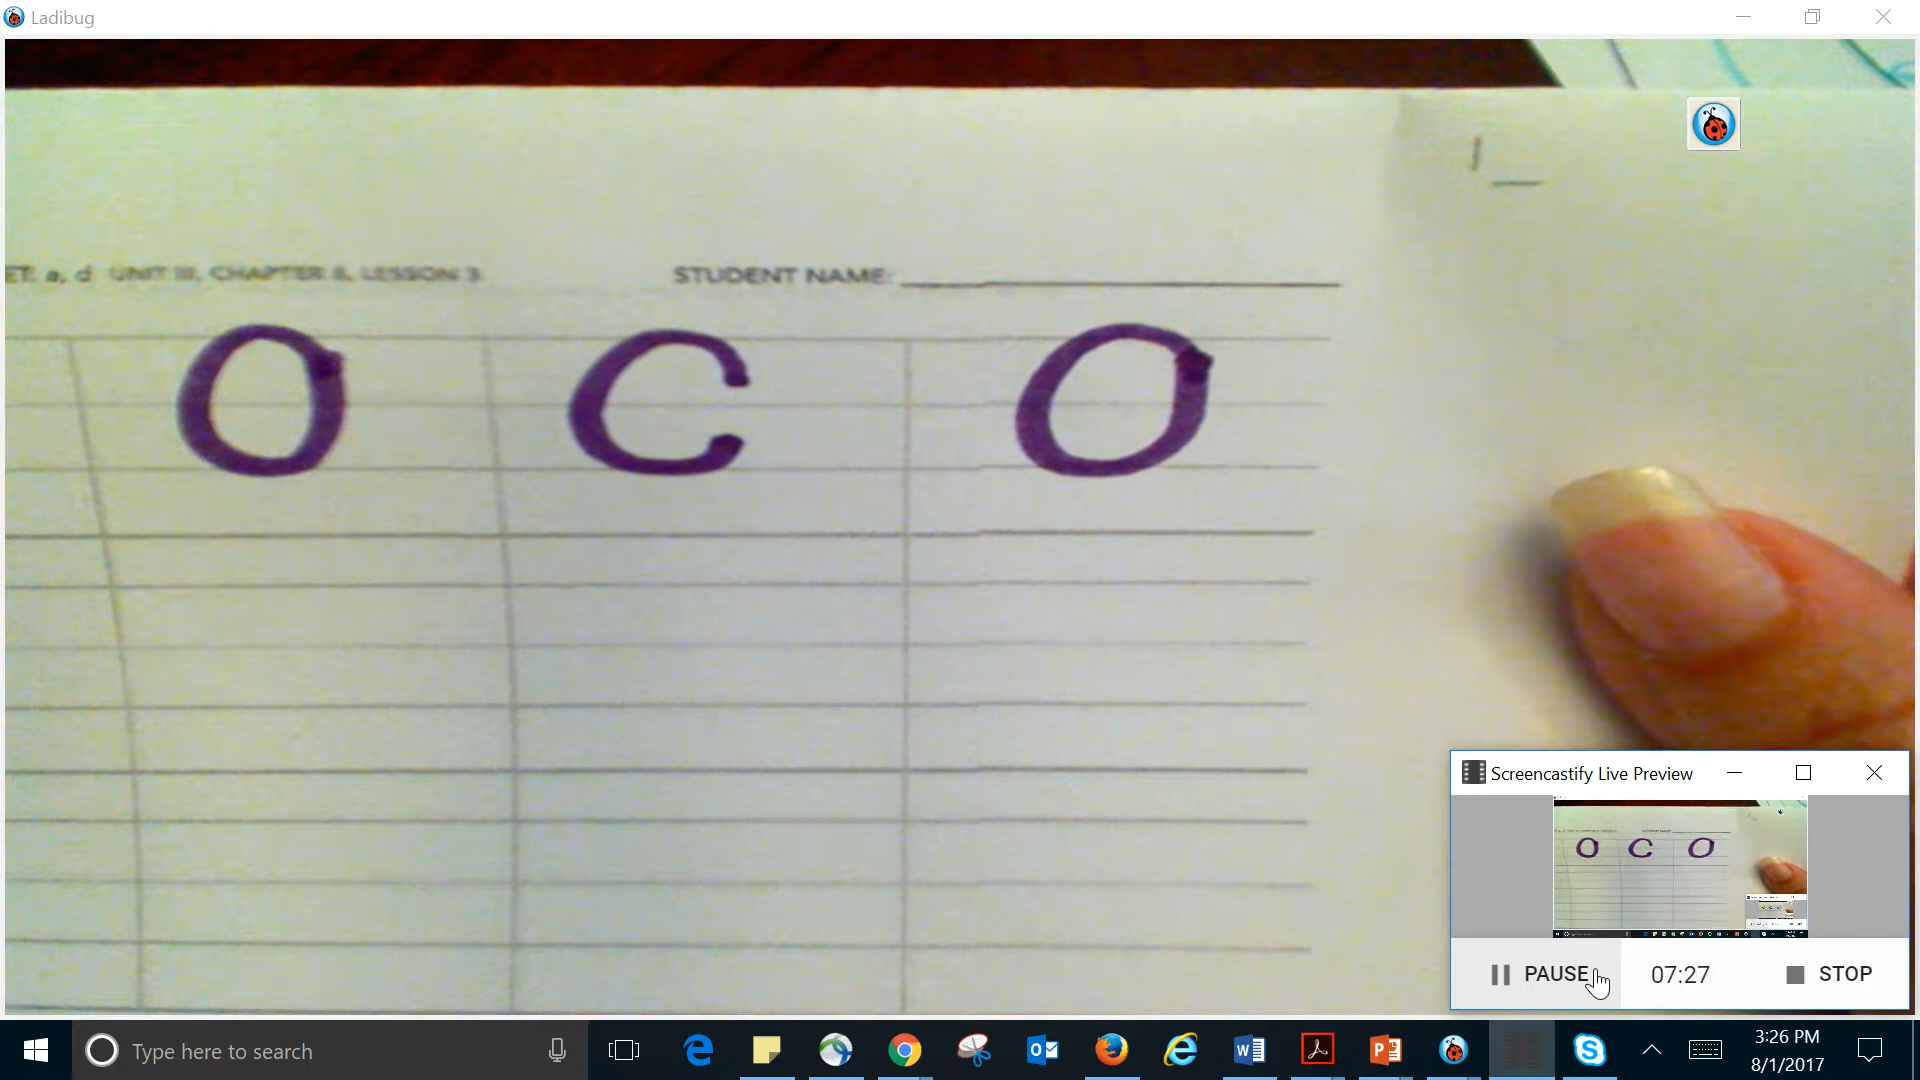 Ladibug
ET: a, d UNIT III, CHAPTER 8, LESSON 3 STUDENT NAME:
O C O
Screencastify Live Preview
PAUSE 07:27 STOP
Type here to search
3:26 PM
8/1/2017